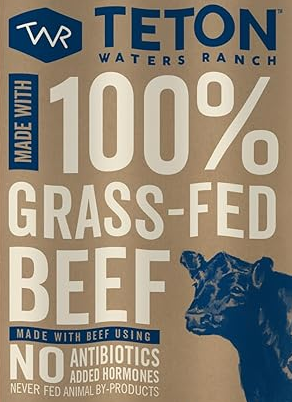 TWR
TETON™
WATERS RANCH
MADE WITH
100%
GRASS-FED
BEEF
MADE WITH BEEF USING
NO ANTIBIOTICS
ADDED HORMONES
NEVER FED ANIMAL BY-PRODUCTS